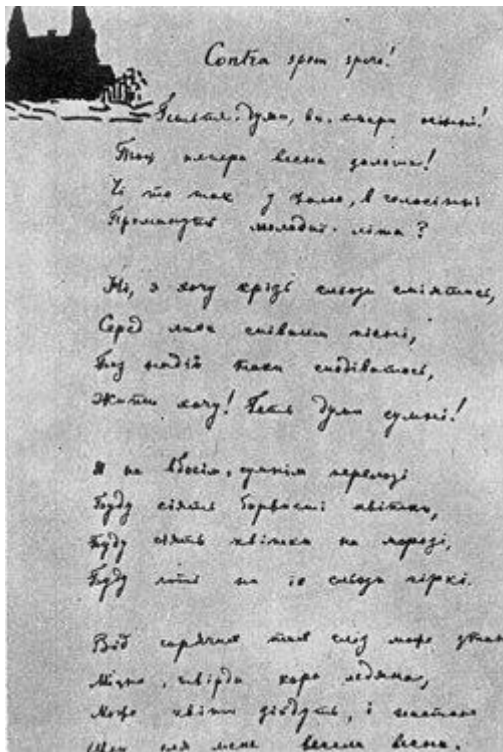 Contra spem spero!
Гетьте, думи, ви, хмари осінні!
Тож тепера весна золота!
Чи то так у жалю, в голосінні
Проминуть молодії літа?
Ні, я хочу крізь сльози сміятись,
Серед лиха співати пісні,
Без надії таки сподіватись,
Жити хочу! Геть думи сумні!
Я на вбогім, сумнім перелозі
Буду сіять барвисті квітки,
Буду сіять квітки на морозі,
Буду лить на їх сльози гіркі.
Від гарячих тих сліз може
Міцна, твірда кора ледяна,
Може квіти зійдуть, і настане
Щеи для мене весела весна.